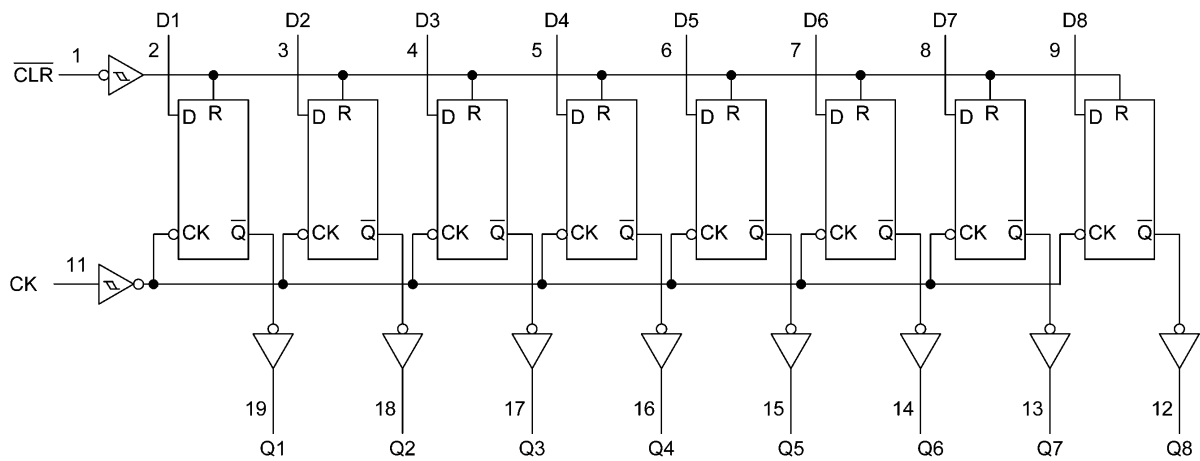 D1 D2 D3 D4 D5 D6 D7 D8
1 2 3 4 5 6 7 8 9
C̅L̅R̅
D R D R D R D R D R D R D R D R
CK Q̅ CK Q̅ CK Q̅ CK Q̅ CK Q̅ CK Q̅ CK Q̅ CK Q̅
11
CK
19 18 17 16 15 14 13 12
Q1 Q2 Q3 Q4 Q5 Q6 Q7 Q8